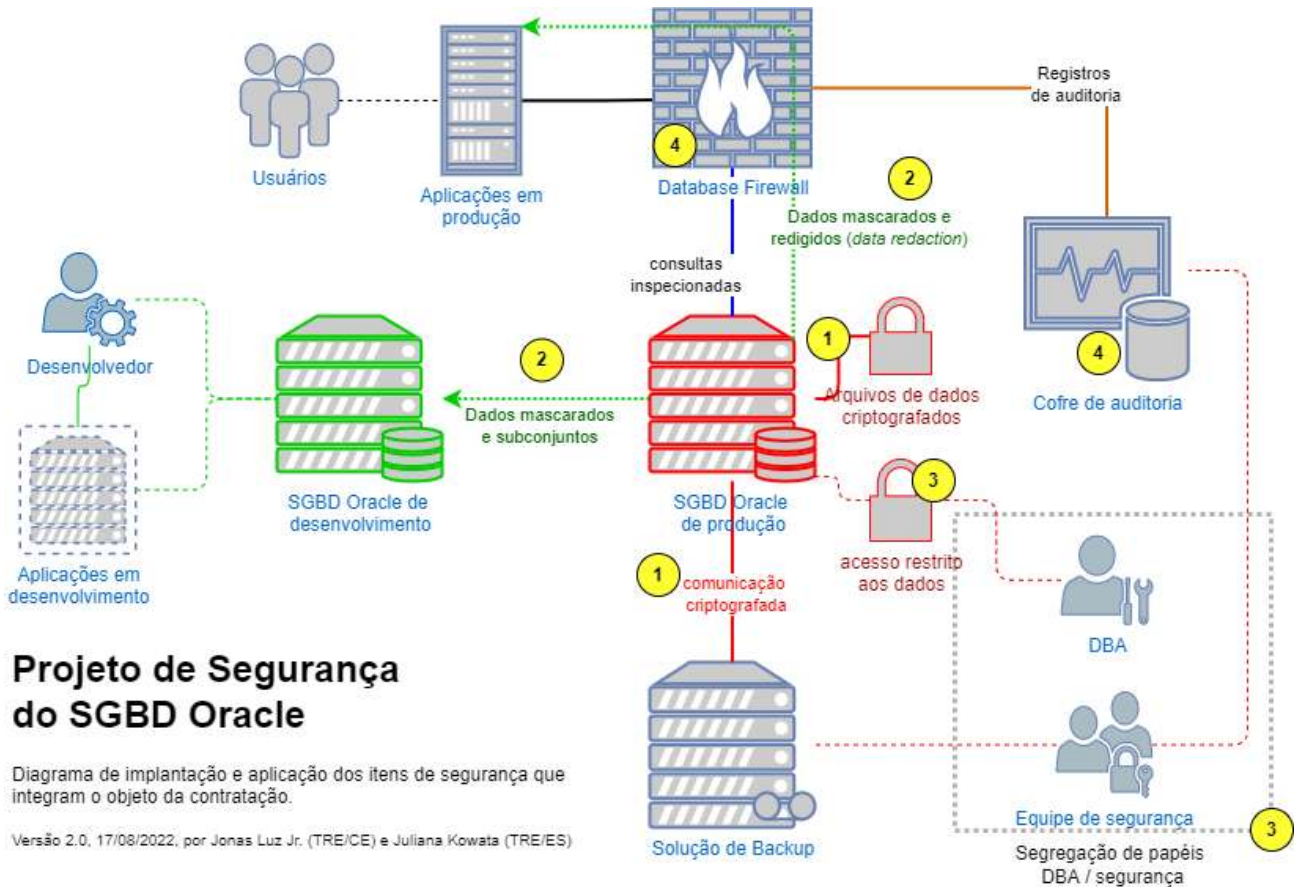 Registros
de auditoria
4
Usuários
Aplicações em
produção
Database Firewall
2
Dados mascarados e
redigidos (data redaction)
consultas
inspecionadas
Desenvolvedor
2
Dados mascarados
e subconjuntos
1
Arquivos de dados
criptografados
4
Cofre de auditoria
SGBD Oracle de
desenvolvimento
SGBD Oracle
de produção
3
acesso restrito
aos dados
Aplicações em
desenvolvimento
1
comunicação
criptografada
DBA
Projeto de Segurança
do SGBD Oracle
Diagrama de implantação e aplicação dos itens de segurança que
integram o objeto da contratação.
Versão 2.0, 17/08/2022, por Jonas Luz Jr. (TRE/CE) e Juliana Kowata (TRE/ES)
Solução de Backup
Equipe de segurança
3
Segregação de papéis
DBA / segurança